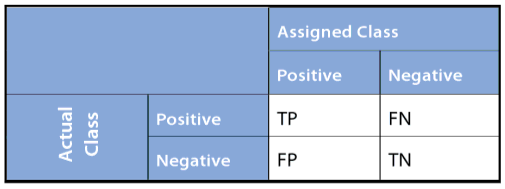 Assigned Class
Positive Negative
Actual
Class
Positive TP FN
Negative FP TN